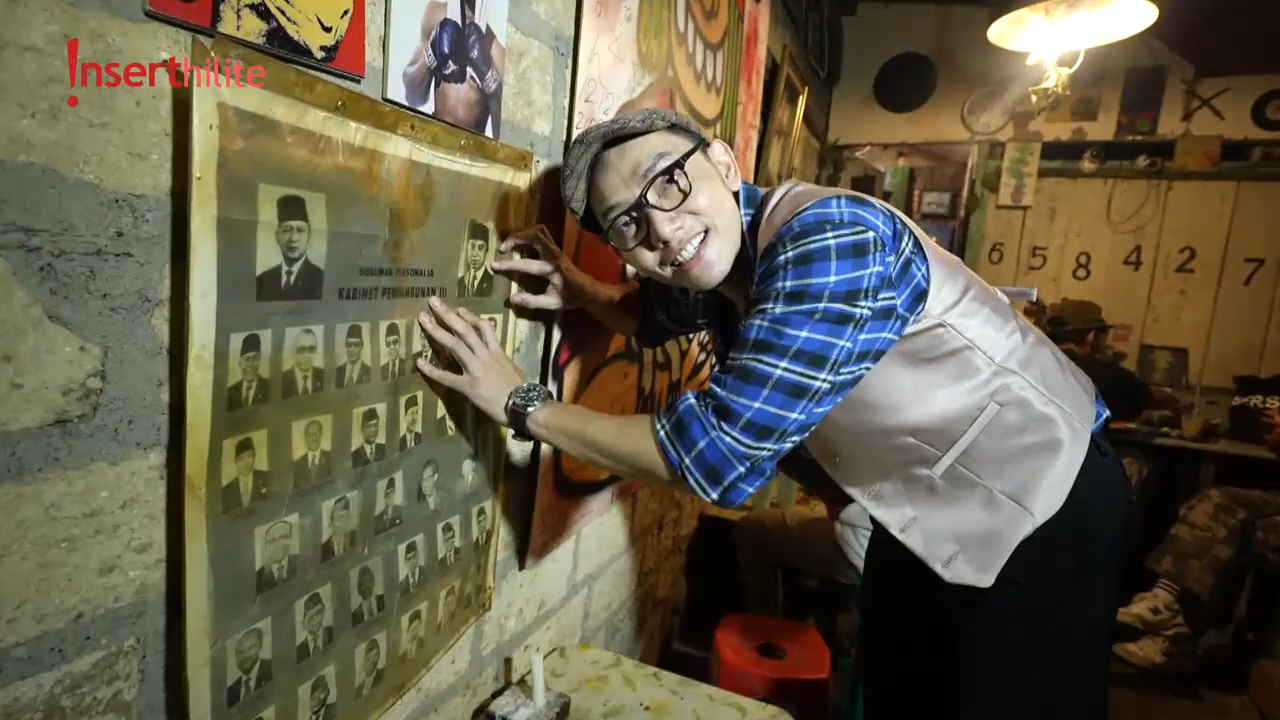 !nserthilite
SUSUNAN PERSONALIA
KABINET PEMBANGUNAN III
6 5 8 4 2 7